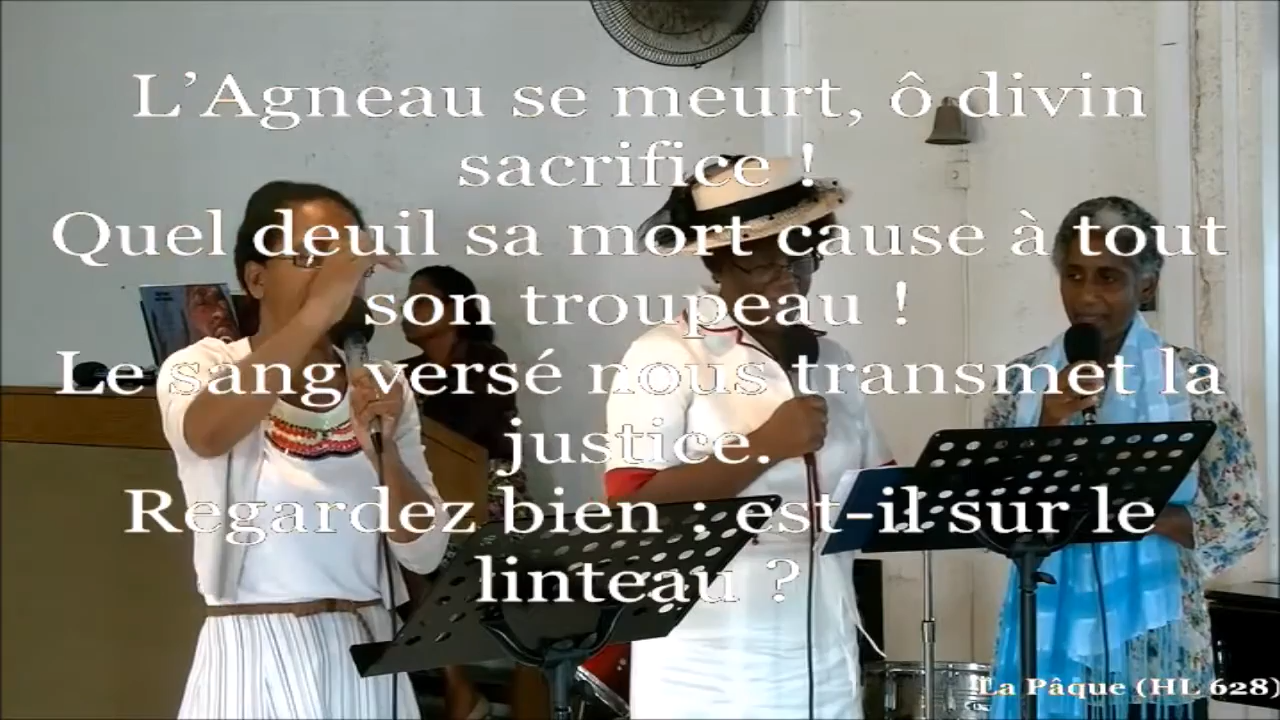 L’Agneau se meurt, ô divin
sacrifice !
Quel deuil sa mort cause à tout
son troupeau !
Le sang versé nous transmet la
justice.
Regardez bien : est-il sur le
linteau ?
La Pâque (HL 628)